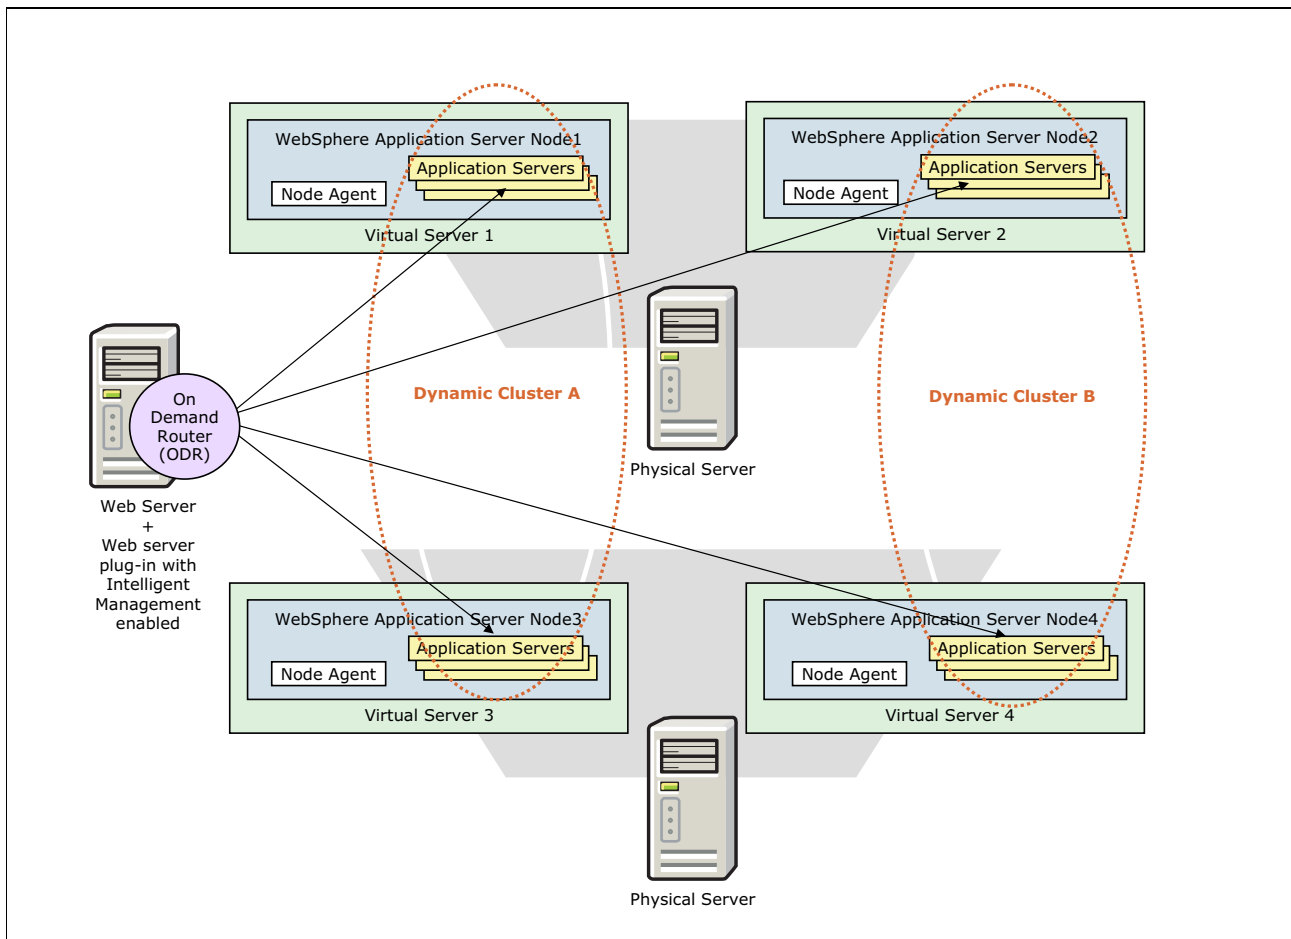 WebSphere Application Server Node1
Application Servers
Node Agent
Virtual Server 1
WebSphere Application Server Node2
Application Servers
Node Agent
Virtual Server 2
On
Demand
Router
(ODR)
Web Server
+
Web server
plug-in with
Intelligent
Management
enabled
Dynamic Cluster A
Dynamic Cluster B
Physical Server
WebSphere Application Server Node3
Application Servers
Node Agent
Virtual Server 3
WebSphere Application Server Node4
Application Servers
Node Agent
Virtual Server 4
Physical Server